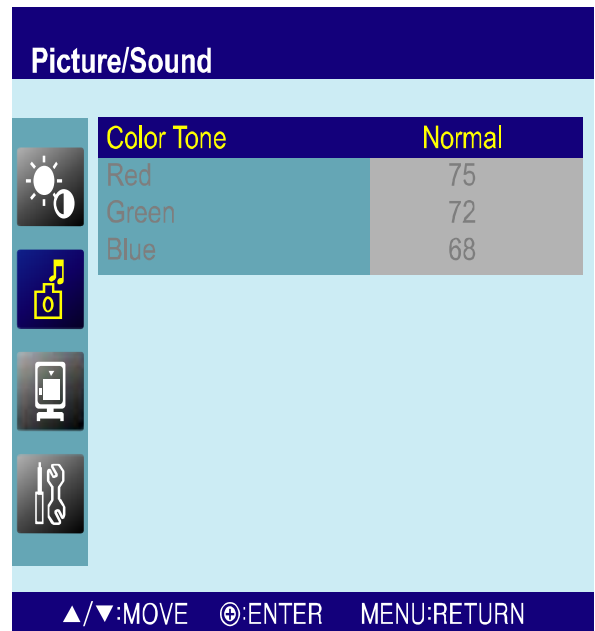 Picture/Sound
Color Tone Normal
Red 75
Green 72
Blue 68
▲/▼:MOVE ⊕:ENTER MENU:RETURN